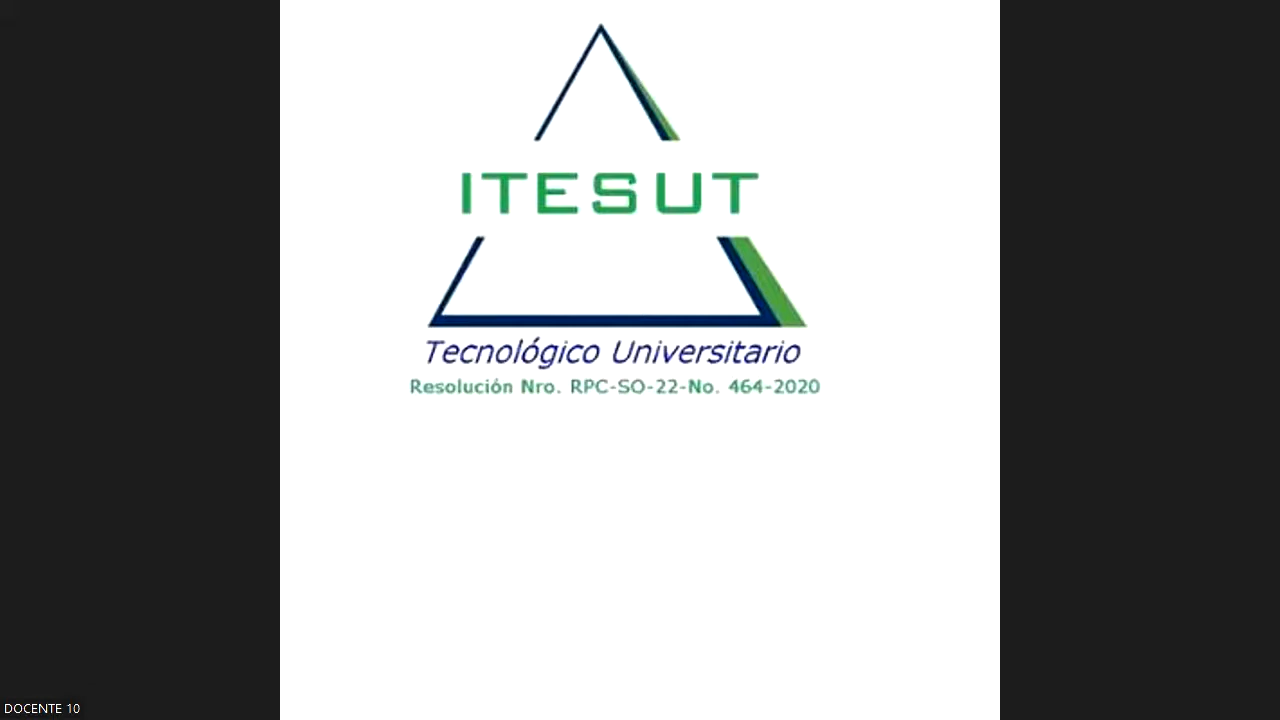 ITESUT
Tecnológico Universitario
Resolución Nro. RPC-SO-22-No. 464-2020
DOCENTE 10